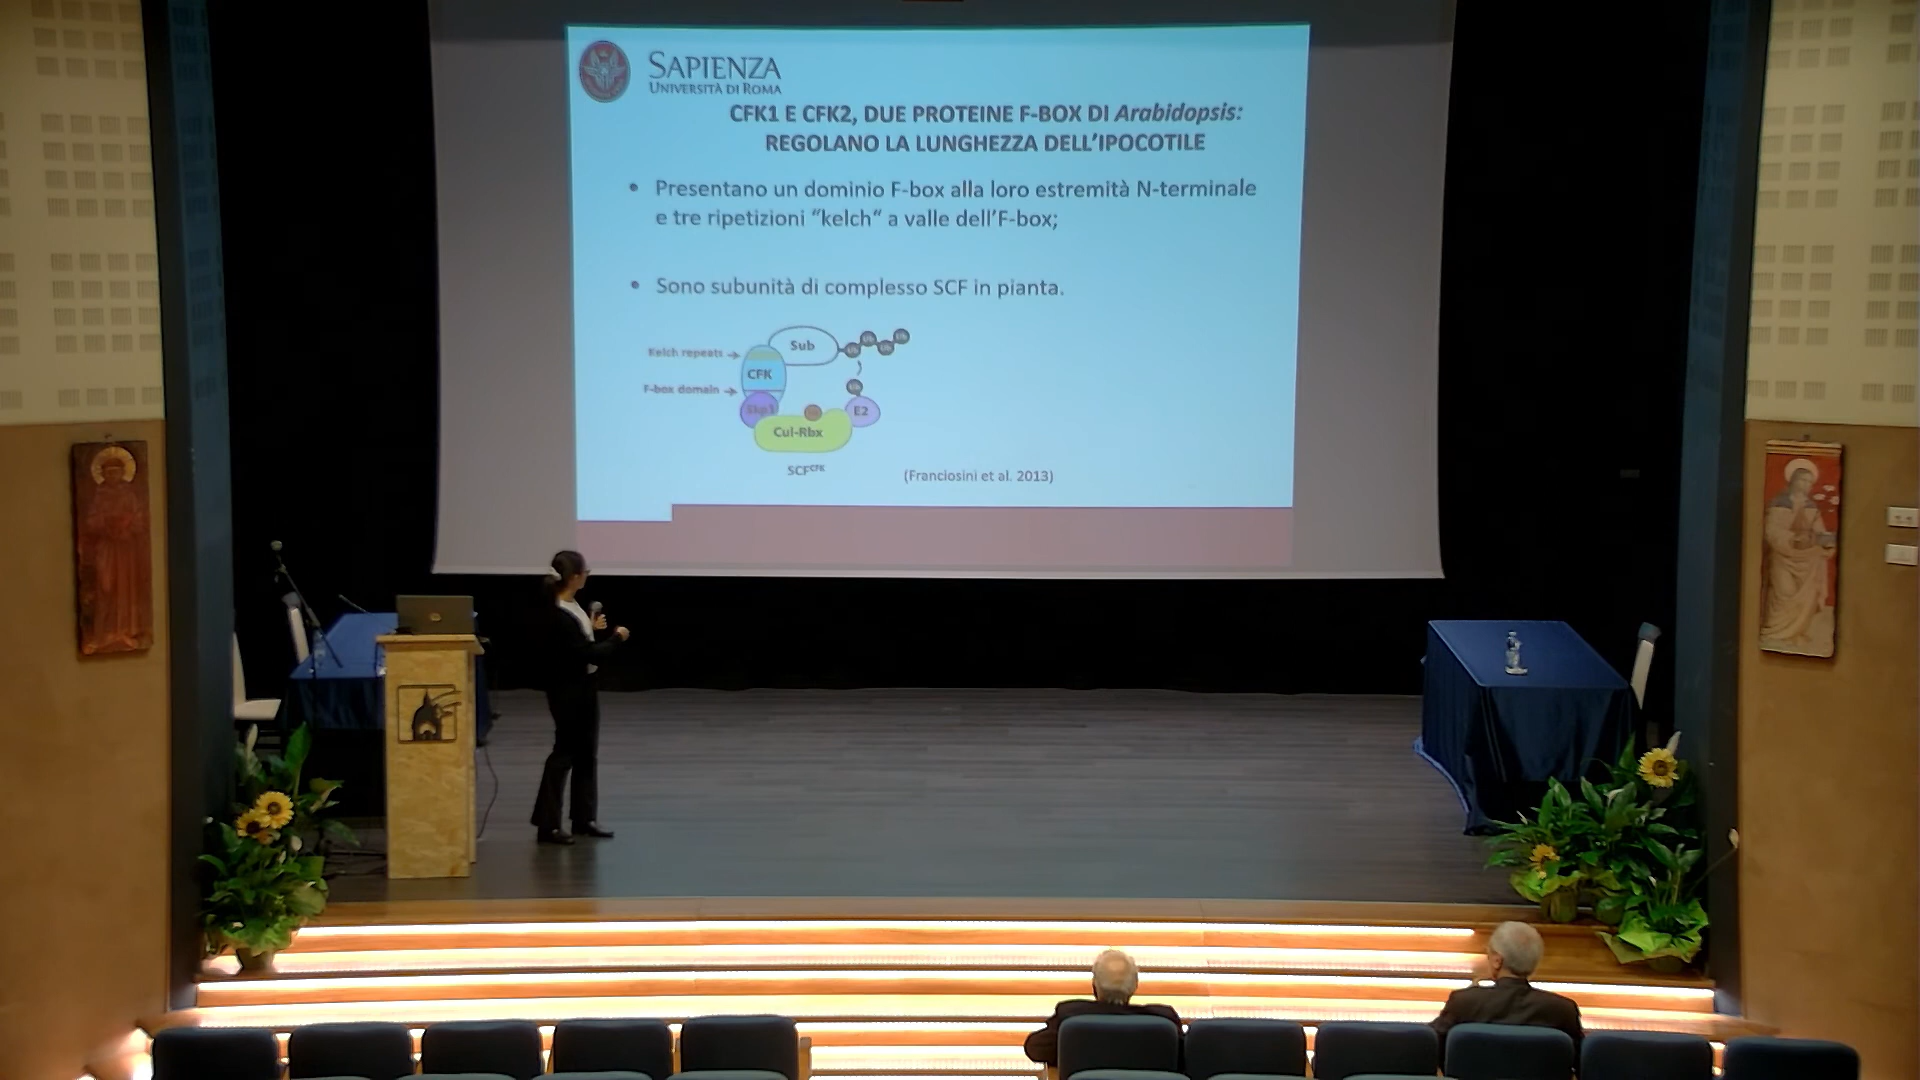 SAPIENZA
UNIVERSITÀ DI ROMA
CFK1 E CFK2, DUE PROTEINE F-BOX DI Arabidopsis:
REGOLANO LA LUNGHEZZA DELL'IPOCOTILE
• Presentano un dominio F-box alla loro estremità N-terminale
e tre ripetizioni “kelch“ a valle dell'F-box;
• Sono subunità di complesso SCF in pianta.
Kelch repeats
Sub
CFK
F-box domain
E2
Cul-Rbx
SCFCFK
(Franciosini et al. 2013)